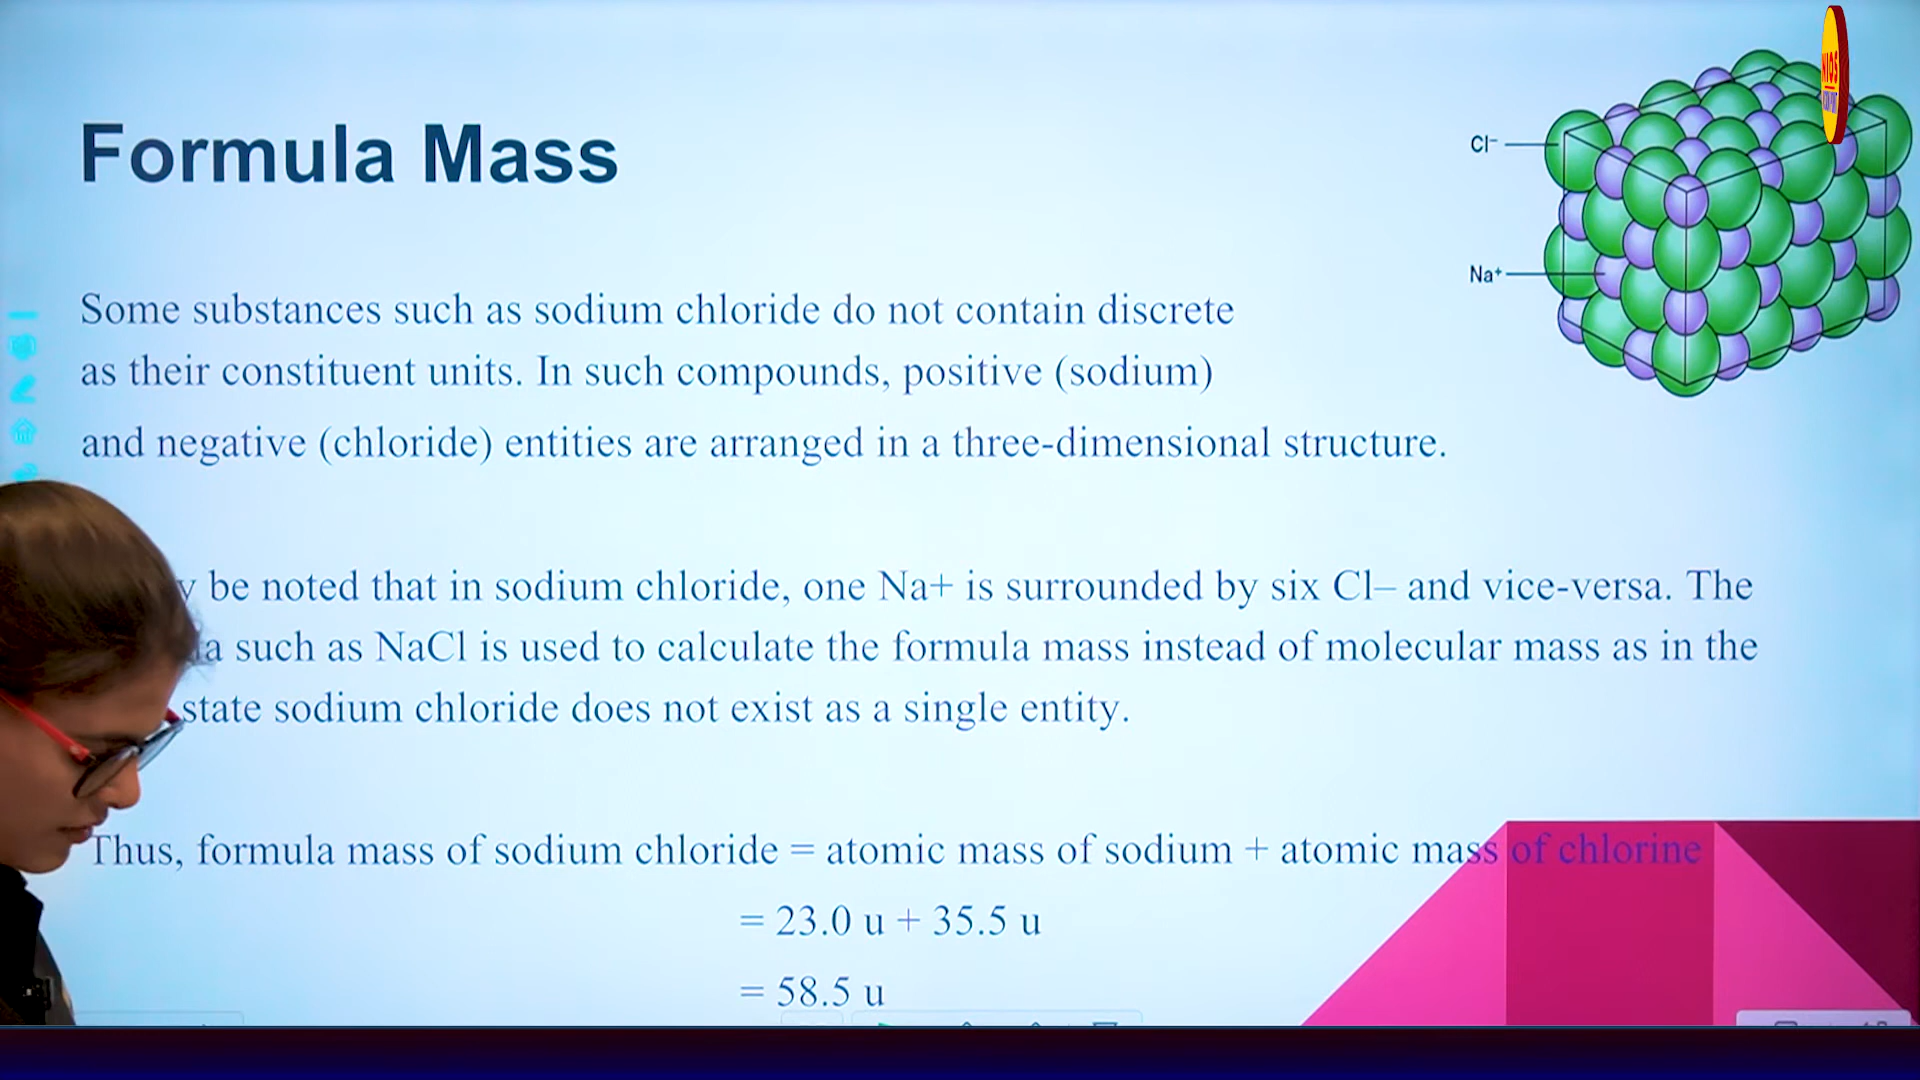 NIOS
Formula Mass
Cl⁻
Na⁺
Some substances such as sodium chloride do not contain discrete
as their constituent units. In such compounds, positive (sodium)
and negative (chloride) entities are arranged in a three-dimensional structure.
be noted that in sodium chloride, one Na+ is surrounded by six Cl– and vice-versa. The
such as NaCl is used to calculate the formula mass instead of molecular mass as in the
state sodium chloride does not exist as a single entity.
Thus, formula mass of sodium chloride = atomic mass of sodium + atomic mass of chlorine
= 23.0 u + 35.5 u
= 58.5 u